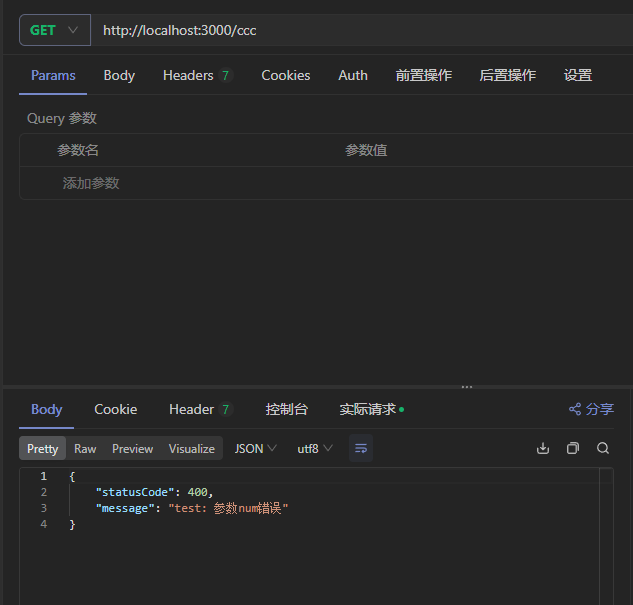 GET http://localhost:3000/ccc
Params Body Headers 7 Cookies Auth 前置操作 后置操作 设置
Query 参数
参数名 参数值
添加参数
Body Cookie Header 7 控制台 实际请求 分享
Pretty Raw Preview Visualize JSON utf8
1 {
2 "statusCode": 400,
3 "message": "test: 参数num错误"
4 }